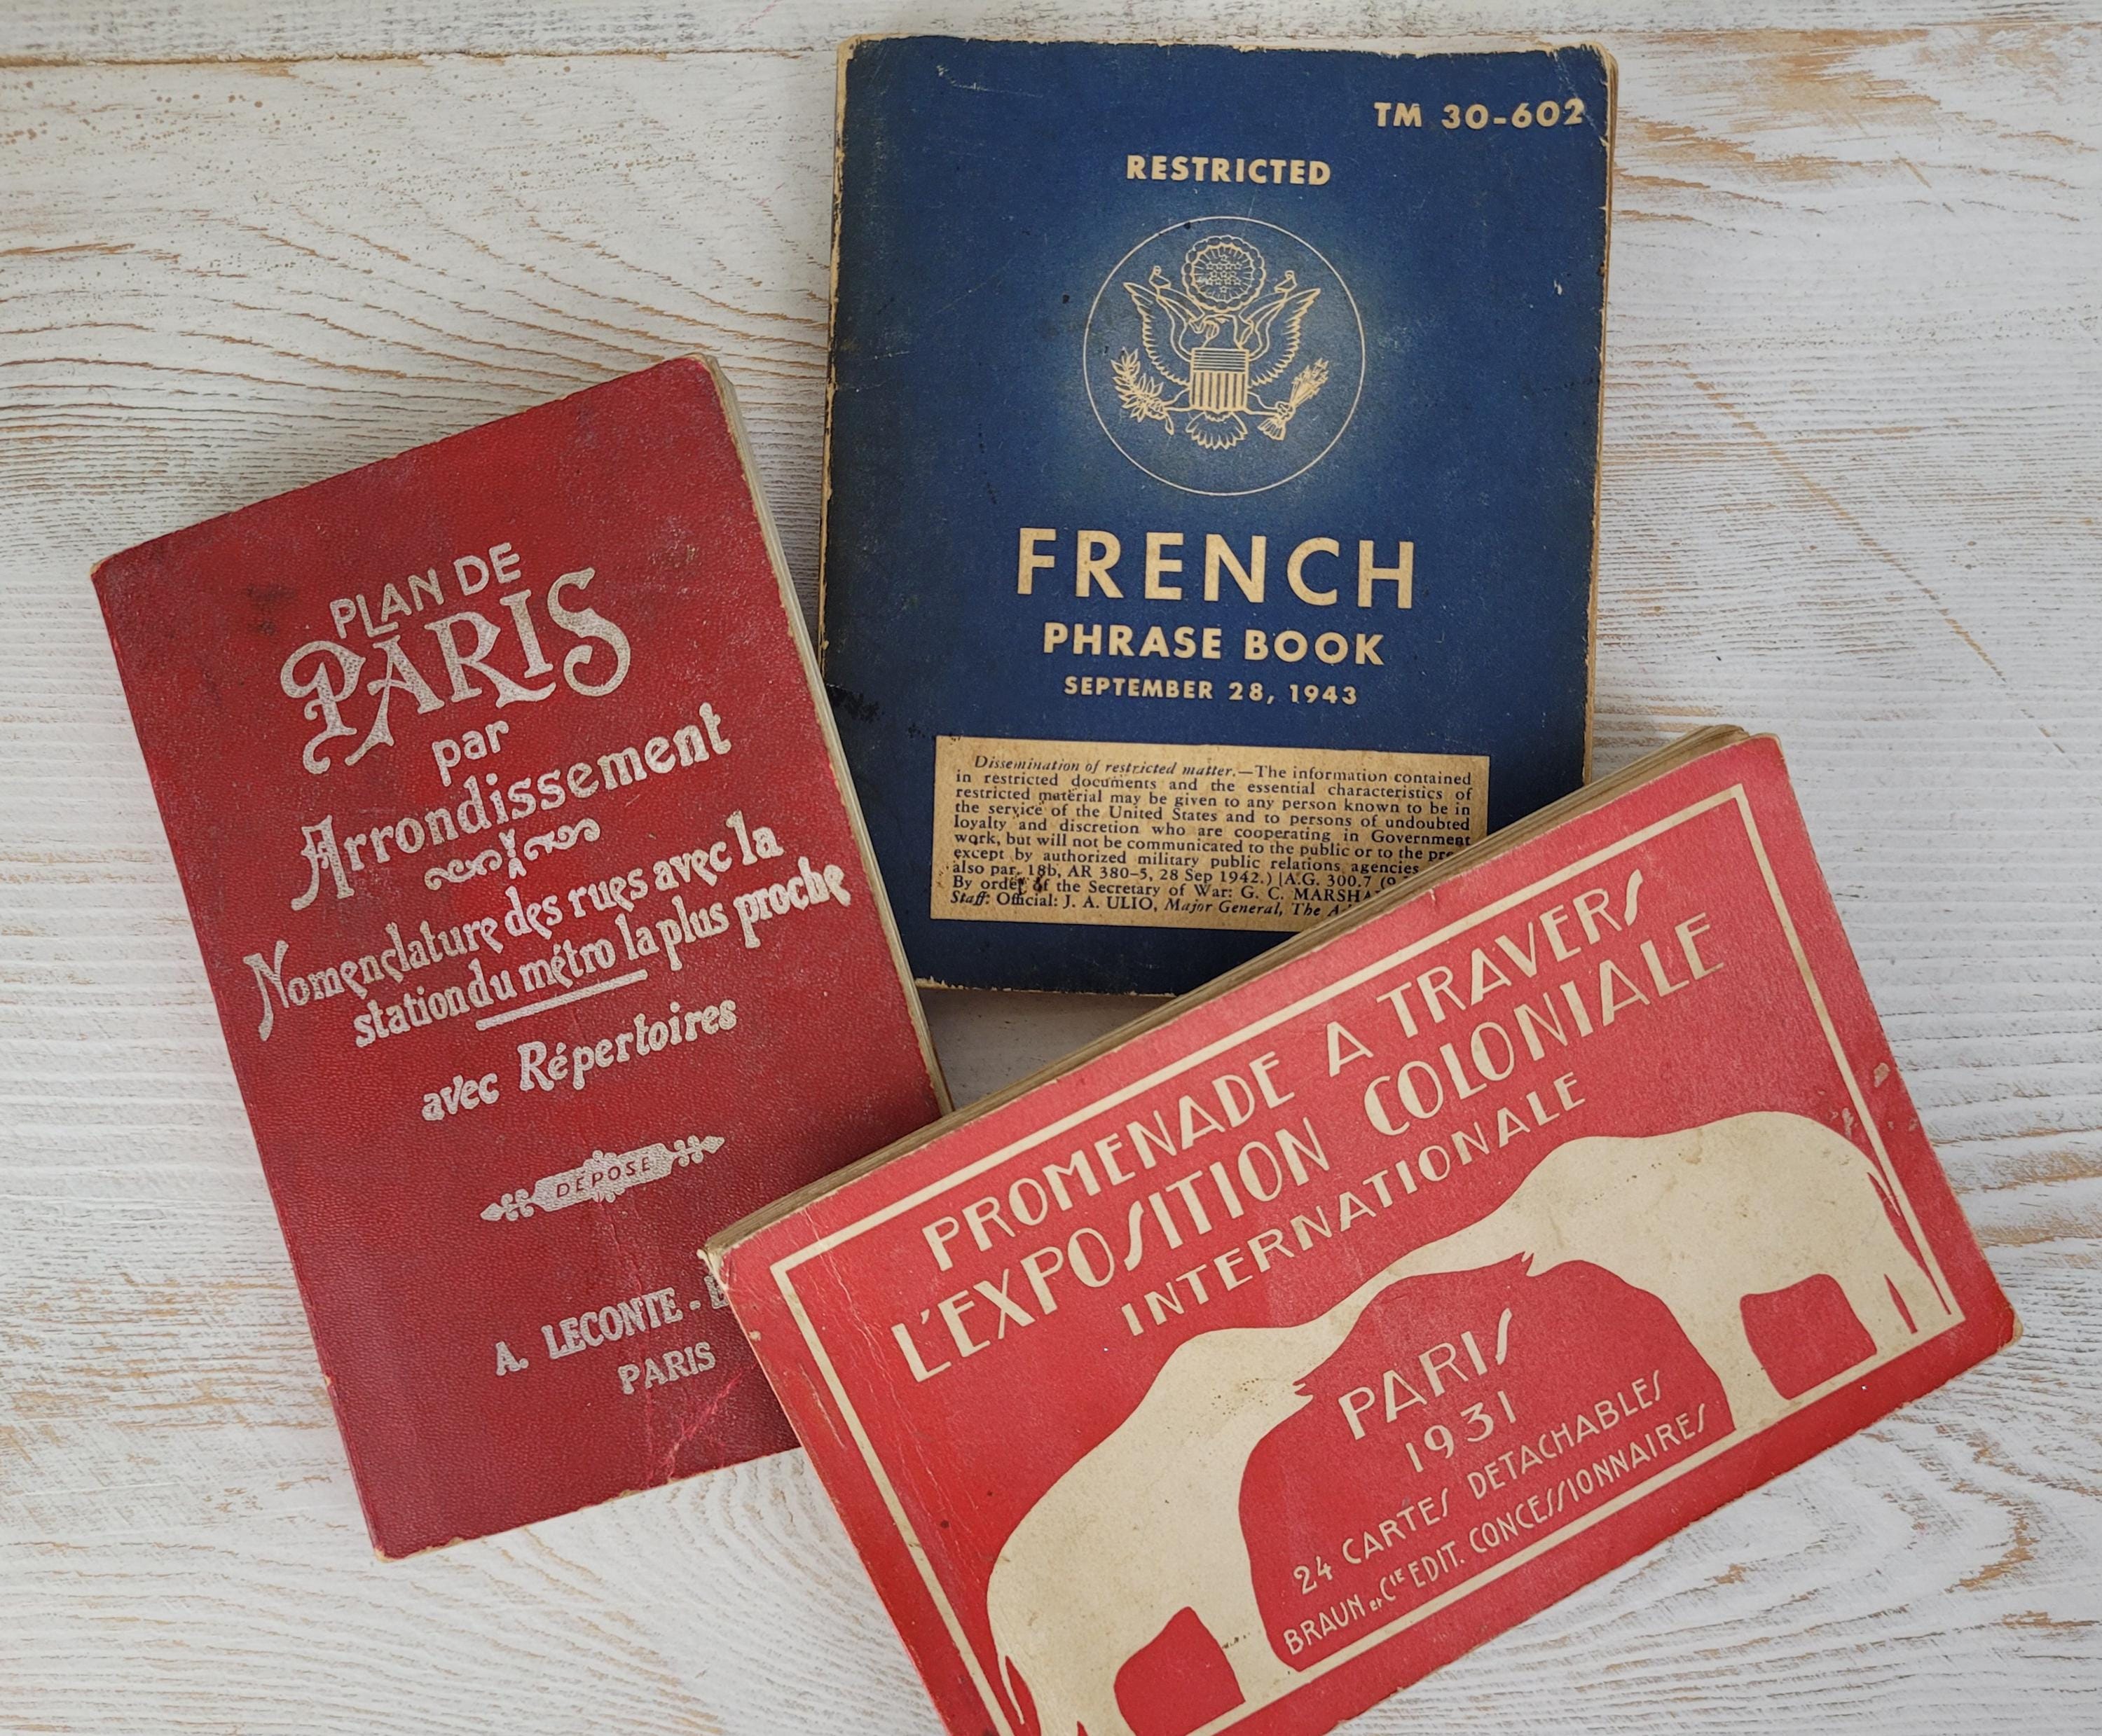 PLAN DE
PARIS
par
Arrondissement
Nomenclature des rues avec la
station du métro la plus proche
avec Répertoires
DÉPOSÉ
A. LECONTE -
PARIS
TM 30-602
RESTRICTED
FRENCH
PHRASE BOOK
SEPTEMBER 28, 1943
Dissemination of restricted matter.—The information contained
in restricted documents and the essential characteristics of
restricted material may be given to any person known to be in
the service of the United States and to persons of undoubted
loyalty and discretion who are cooperating in Government
work, but will not be communicated to the public or to the
except by authorized military public relations agencies
also par. 18b, AR 380-5, 28 Sep 1942.) [A.G. 300.7
By order of the Secretary of War: G. C.
Staff: Official: J. A. ULIO, Major General, The
PROMENADE A TRAVERS
L'EXPOSITION COLONIALE
INTERNATIONALE
PARIS
1931
24 CARTES DETACHABLES
BRAUN et Cie EDIT. CONCESSIONNAIRES